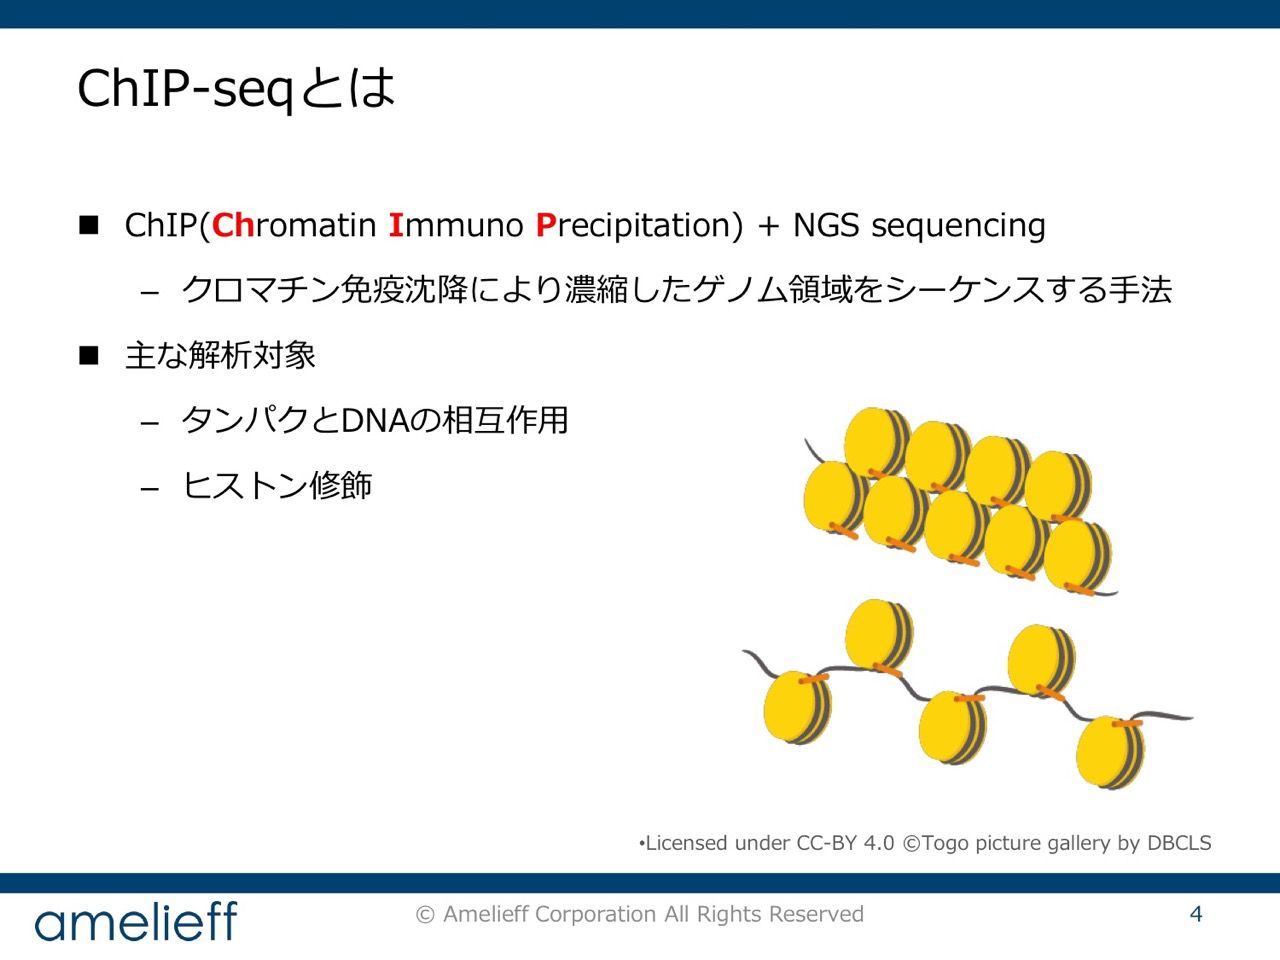 ChIP-seqとは
■ ChIP(Chromatin Immuno Precipitation) + NGS sequencing
– クロマチン免疫沈降により濃縮したゲノム領域をシーケンスする手法
■ 主な解析対象
– タンパクとDNAの相互作用
– ヒストン修飾
•Licensed under CC-BY 4.0 ©Togo picture gallery by DBCLS
amelieff
© Amelieff Corporation All Rights Reserved
4